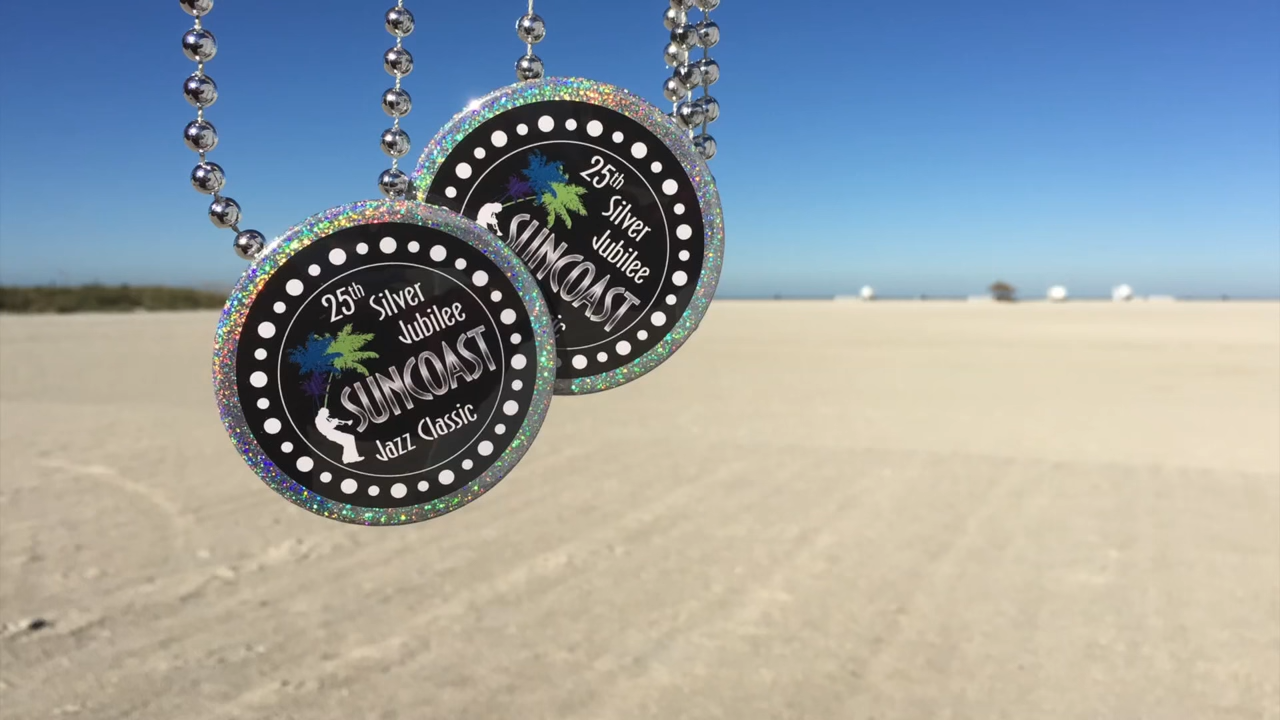 25th Silver
Jubilee
SUNCOAST
Jazz Classic
25th
Silver
Jubilee
SUNCOAST